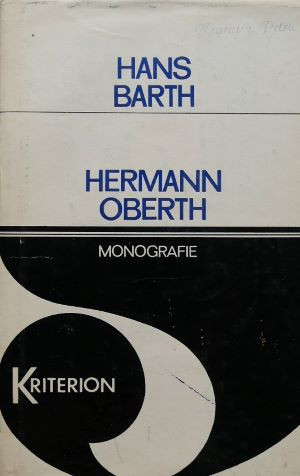 HANS
BARTH
HERMANN
OBERTH
MONOGRAFIE
KRITERION